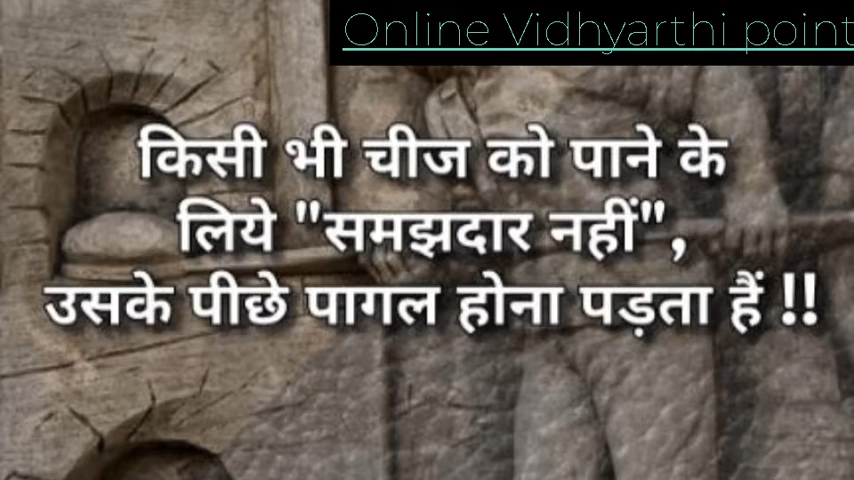 Online Vidhyarthi point
किसी भी चीज को पाने के
लिये "समझदार नहीं",
उसके पीछे पागल होना पड़ता हैं !!